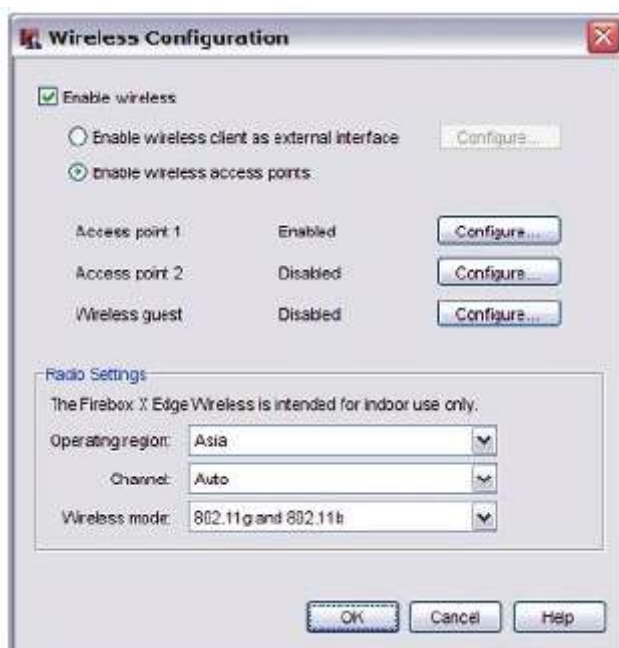 Wireless Configuration
Enable wireless
Enable wireless client as external interface Configure...
Enable wireless access points
Access point 1 Enabled Configure...
Access point 2 Disabled Configure...
Wireless guest Disabled Configure...
Radio Settings
The Firebox X Edge Wireless is intended for indoor use only.
Operating region: Asia
Channel: Auto
Wireless mode: 802.11g and 802.11b
OK Cancel Help